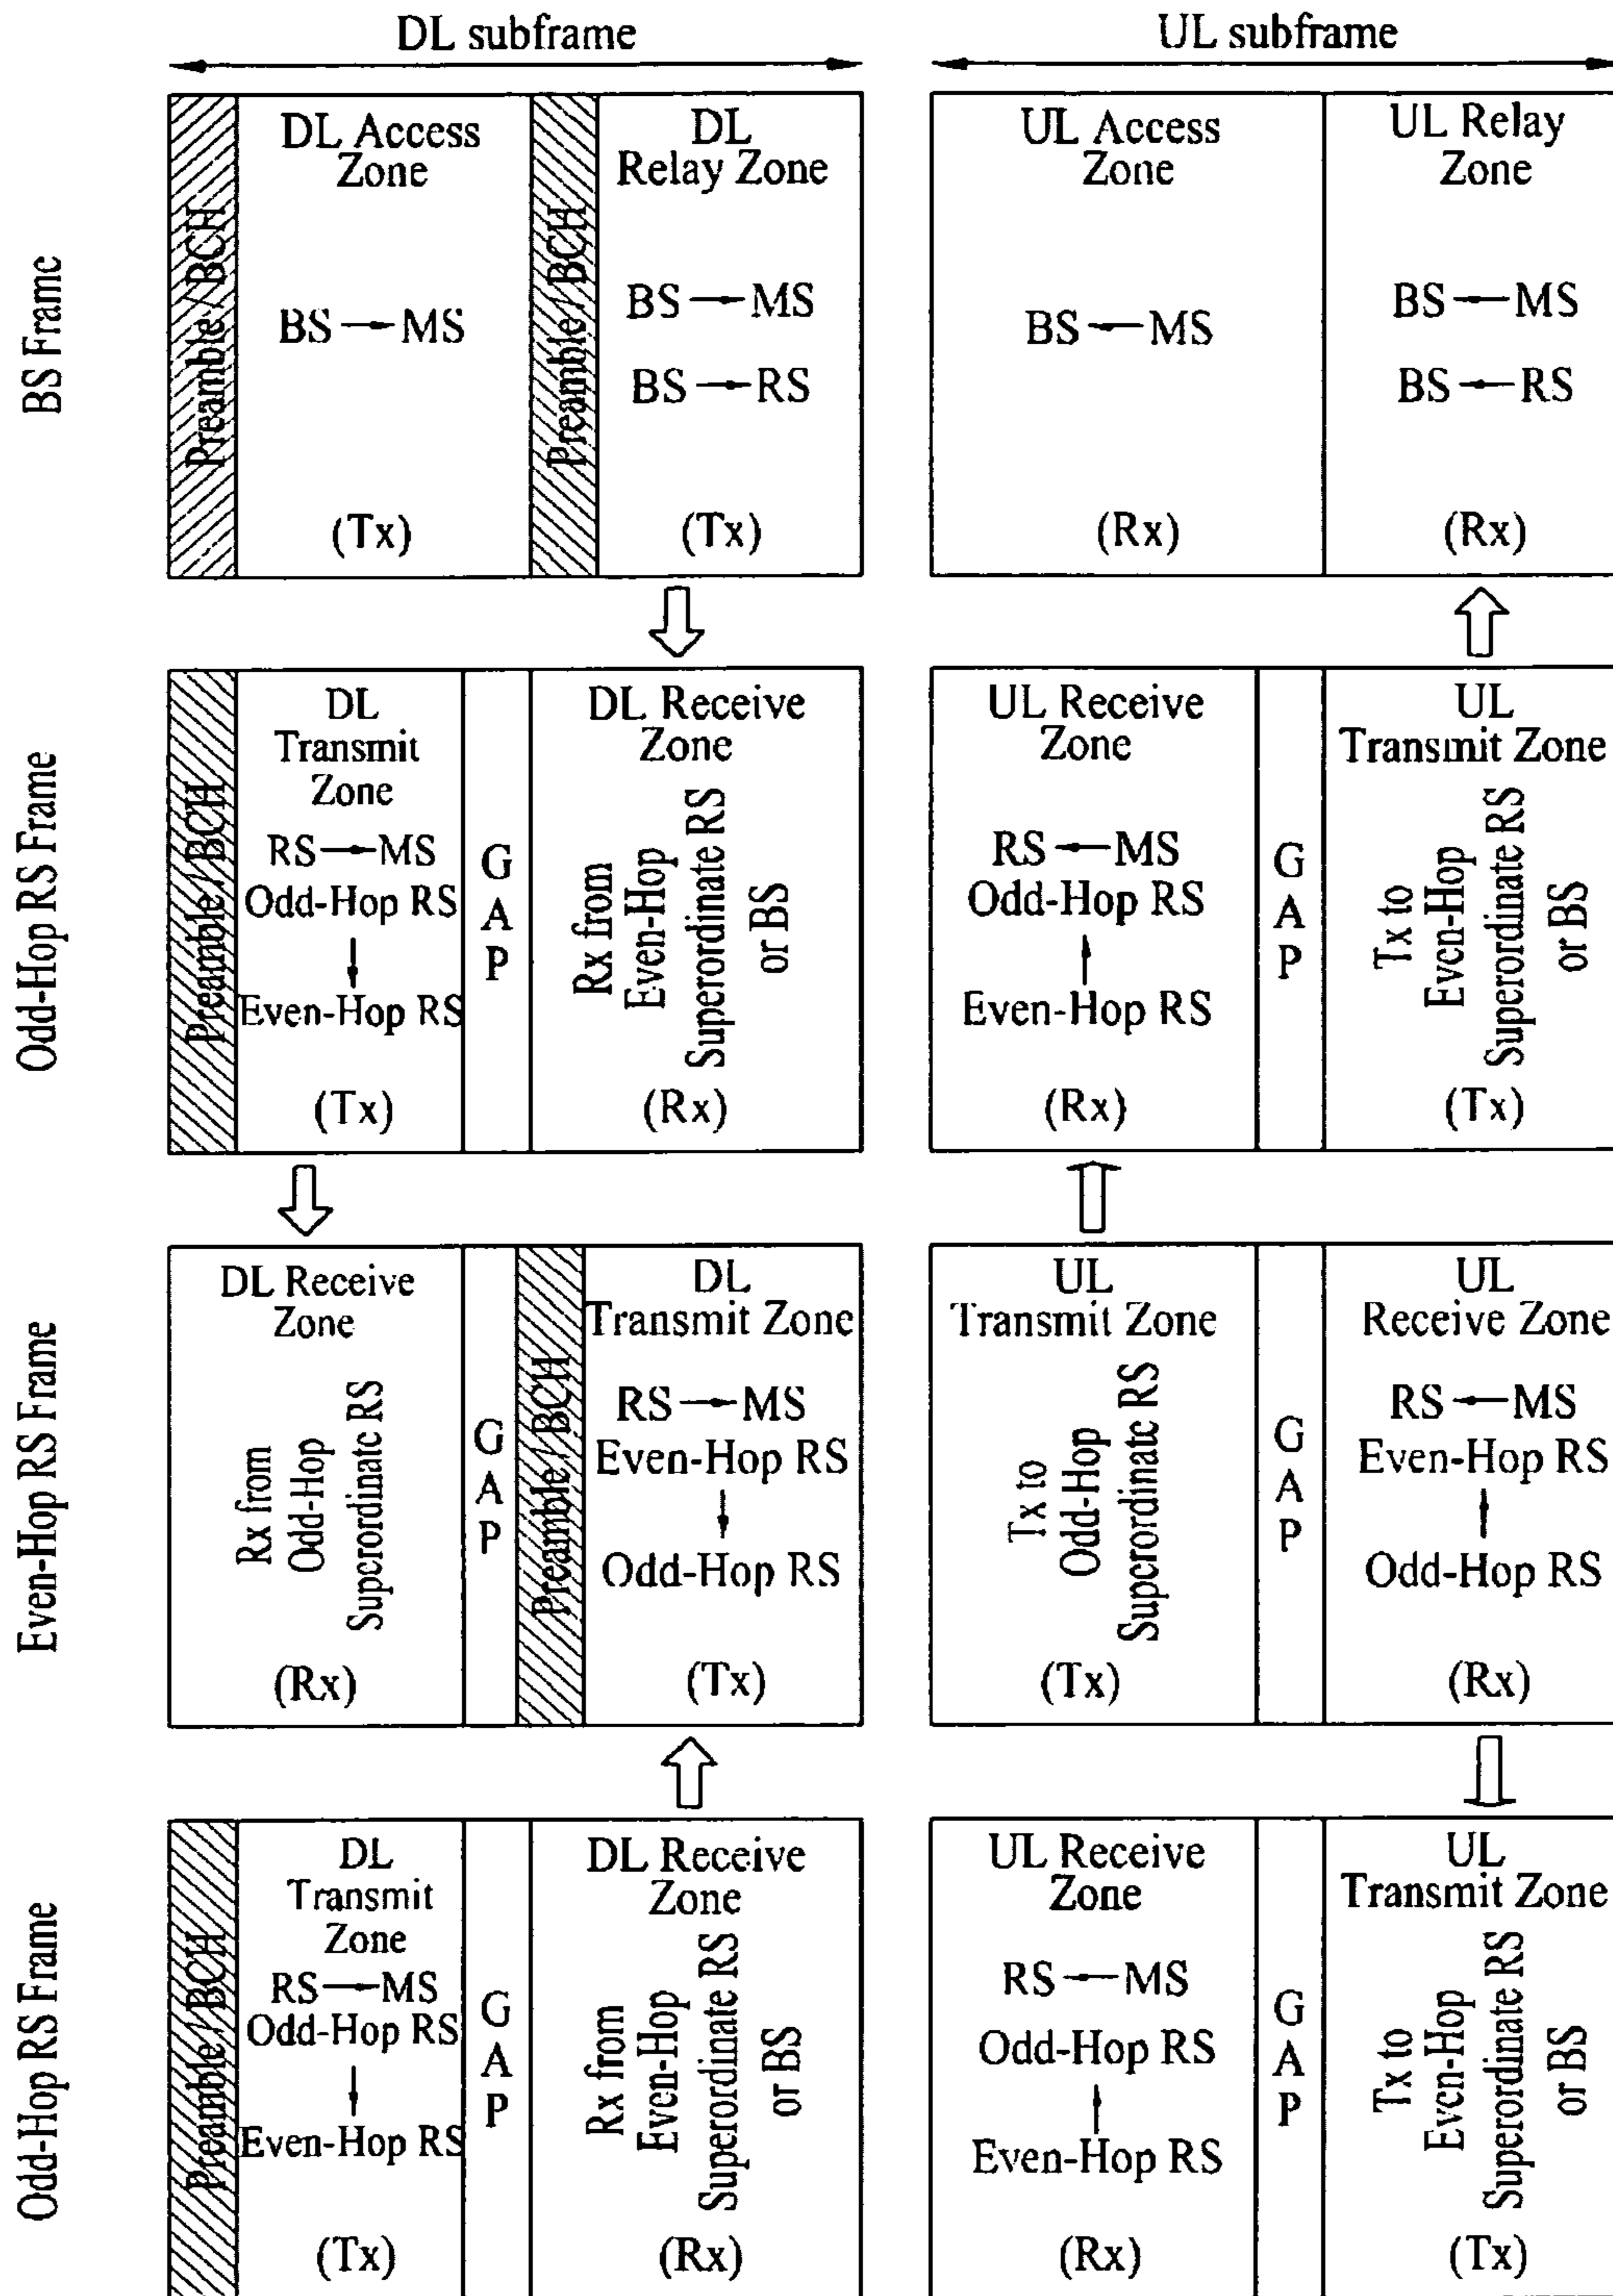 DL subframe
UL subframe
BS Frame
Preamble / BCH
DL Access
Zone
BS → MS
(Tx)
Preamble / BCH
DL
Relay Zone
BS → MS
BS → RS
(Tx)
UL Access
Zone
BS ← MS
(Rx)
UL Relay
Zone
BS ← MS
BS ← RS
(Rx)
Odd-Hop RS Frame
Preamble / BCH
DL
Transmit
Zone
RS → MS
Odd-Hop RS
↓
Even-Hop RS
(Tx)
GAP
DL Receive
Zone
Rx from
Even-Hop
Superordinate RS
or BS
(Rx)
UL Receive
Zone
RS ← MS
Odd-Hop RS
↑
Even-Hop RS
(Rx)
GAP
UL
Transmit Zone
Tx to
Even-Hop
Superordinate RS
or BS
(Tx)
Even-Hop RS Frame
DL Receive
Zone
Rx from
Odd-Hop
Superordinate RS
(Rx)
GAP
Preamble / BCH
DL
Transmit Zone
RS → MS
Even-Hop RS
↓
Odd-Hop RS
(Tx)
UL
Transmit Zone
Tx to
Odd-Hop
Superordinate RS
(Tx)
GAP
UL
Receive Zone
RS ← MS
Even-Hop RS
↑
Odd-Hop RS
(Rx)
Odd-Hop RS Frame
Preamble / BCH
DL
Transmit
Zone
RS → MS
Odd-Hop RS
↓
Even-Hop RS
(Tx)
GAP
DL Receive
Zone
Rx from
Even-Hop
Superordinate RS
or BS
(Rx)
UL Receive
Zone
RS ← MS
Odd-Hop RS
↑
Even-Hop RS
(Rx)
GAP
UL
Transmit Zone
Tx to
Even-Hop
Superordinate RS
or BS
(Tx)